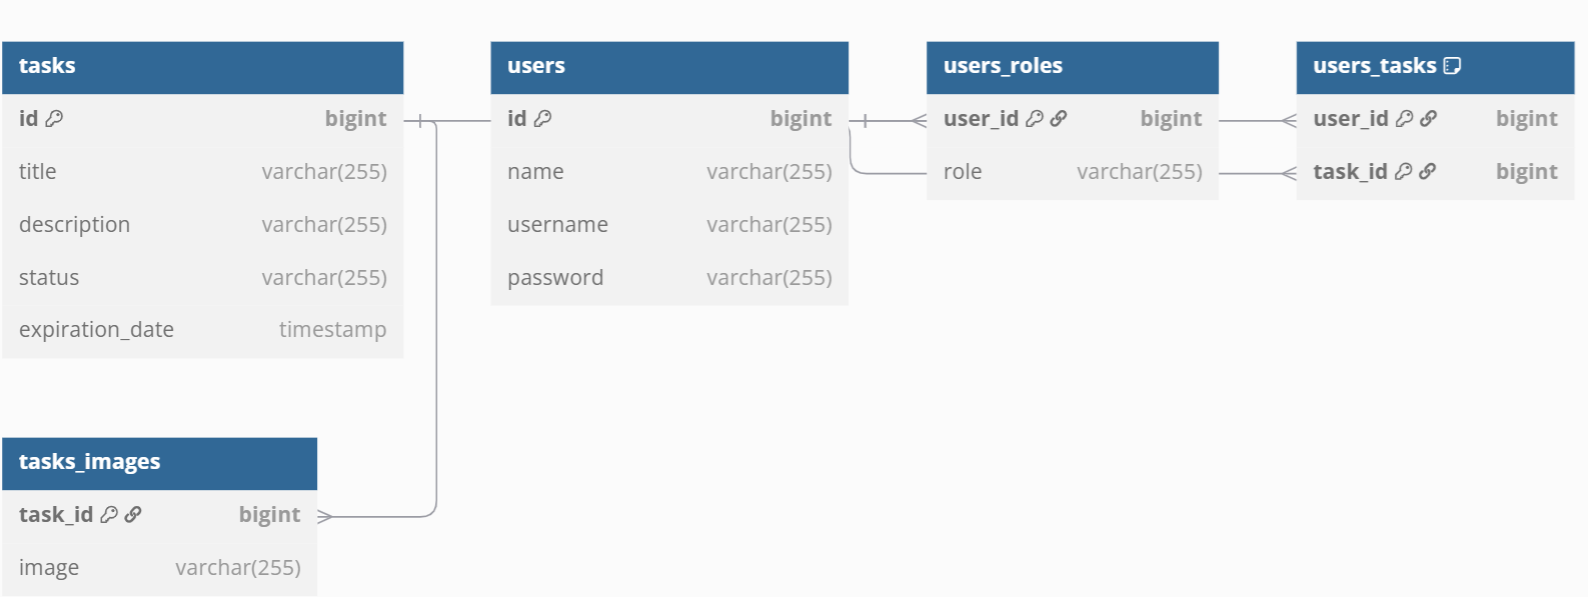 tasks
id bigint
title varchar(255)
description varchar(255)
status varchar(255)
expiration_date timestamp
users
id bigint
name varchar(255)
username varchar(255)
password varchar(255)
users_roles
user_id bigint
role varchar(255)
users_tasks
user_id bigint
task_id bigint
tasks_images
task_id bigint
image varchar(255)